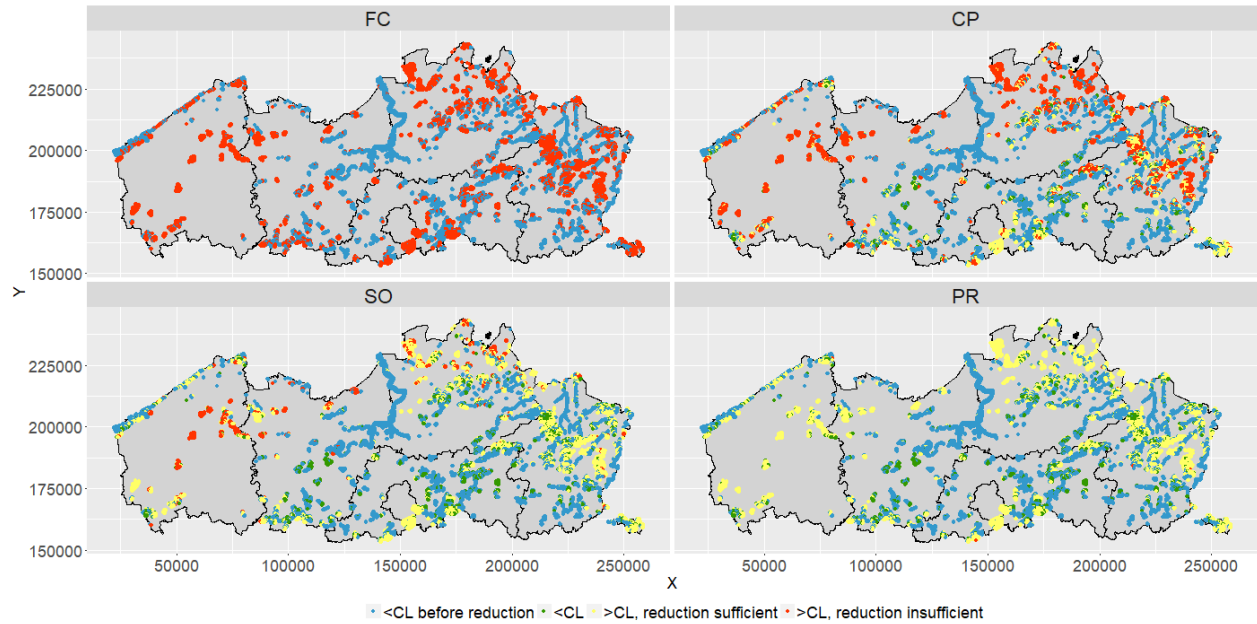 FC CP
225000
200000
175000
150000
Y
SO PR
225000
200000
175000
150000
50000 100000 150000 200000 250000 50000 100000 150000 200000 250000
X
<CL before reduction <CL >CL, reduction sufficient >CL, reduction insufficient